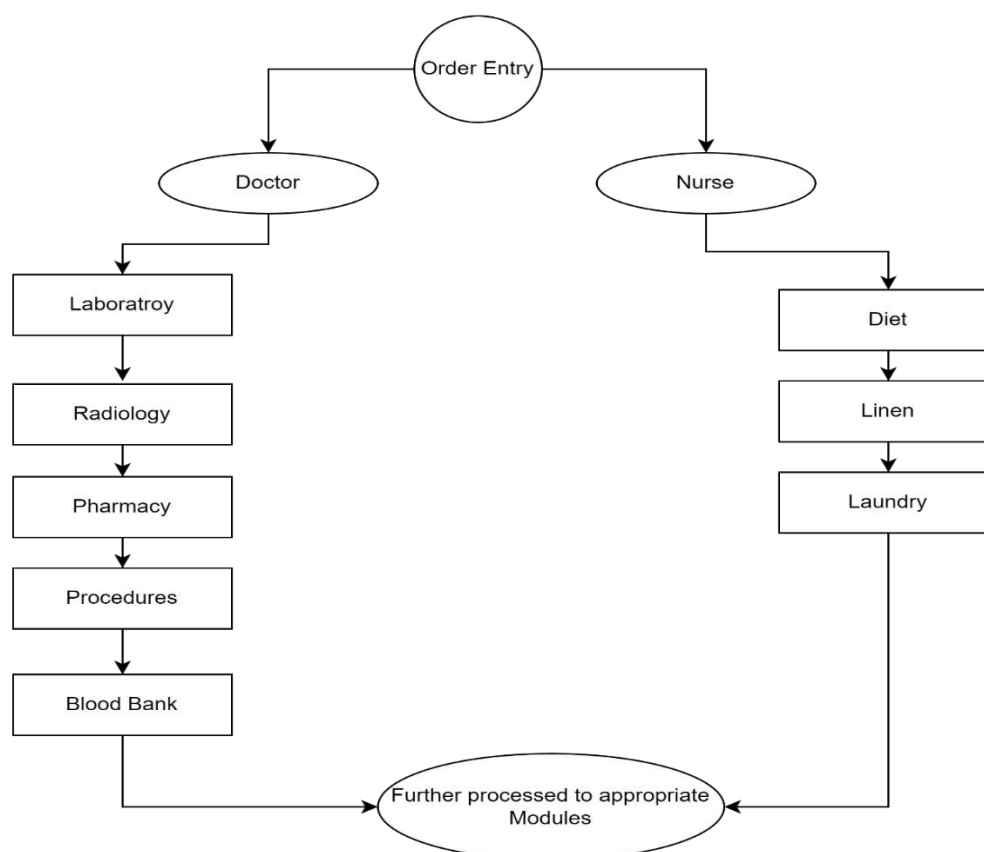 Order Entry
Doctor
Nurse
Laboratroy
Diet
Radiology
Linen
Pharmacy
Laundry
Procedures
Blood Bank
Further processed to appropriate
Modules